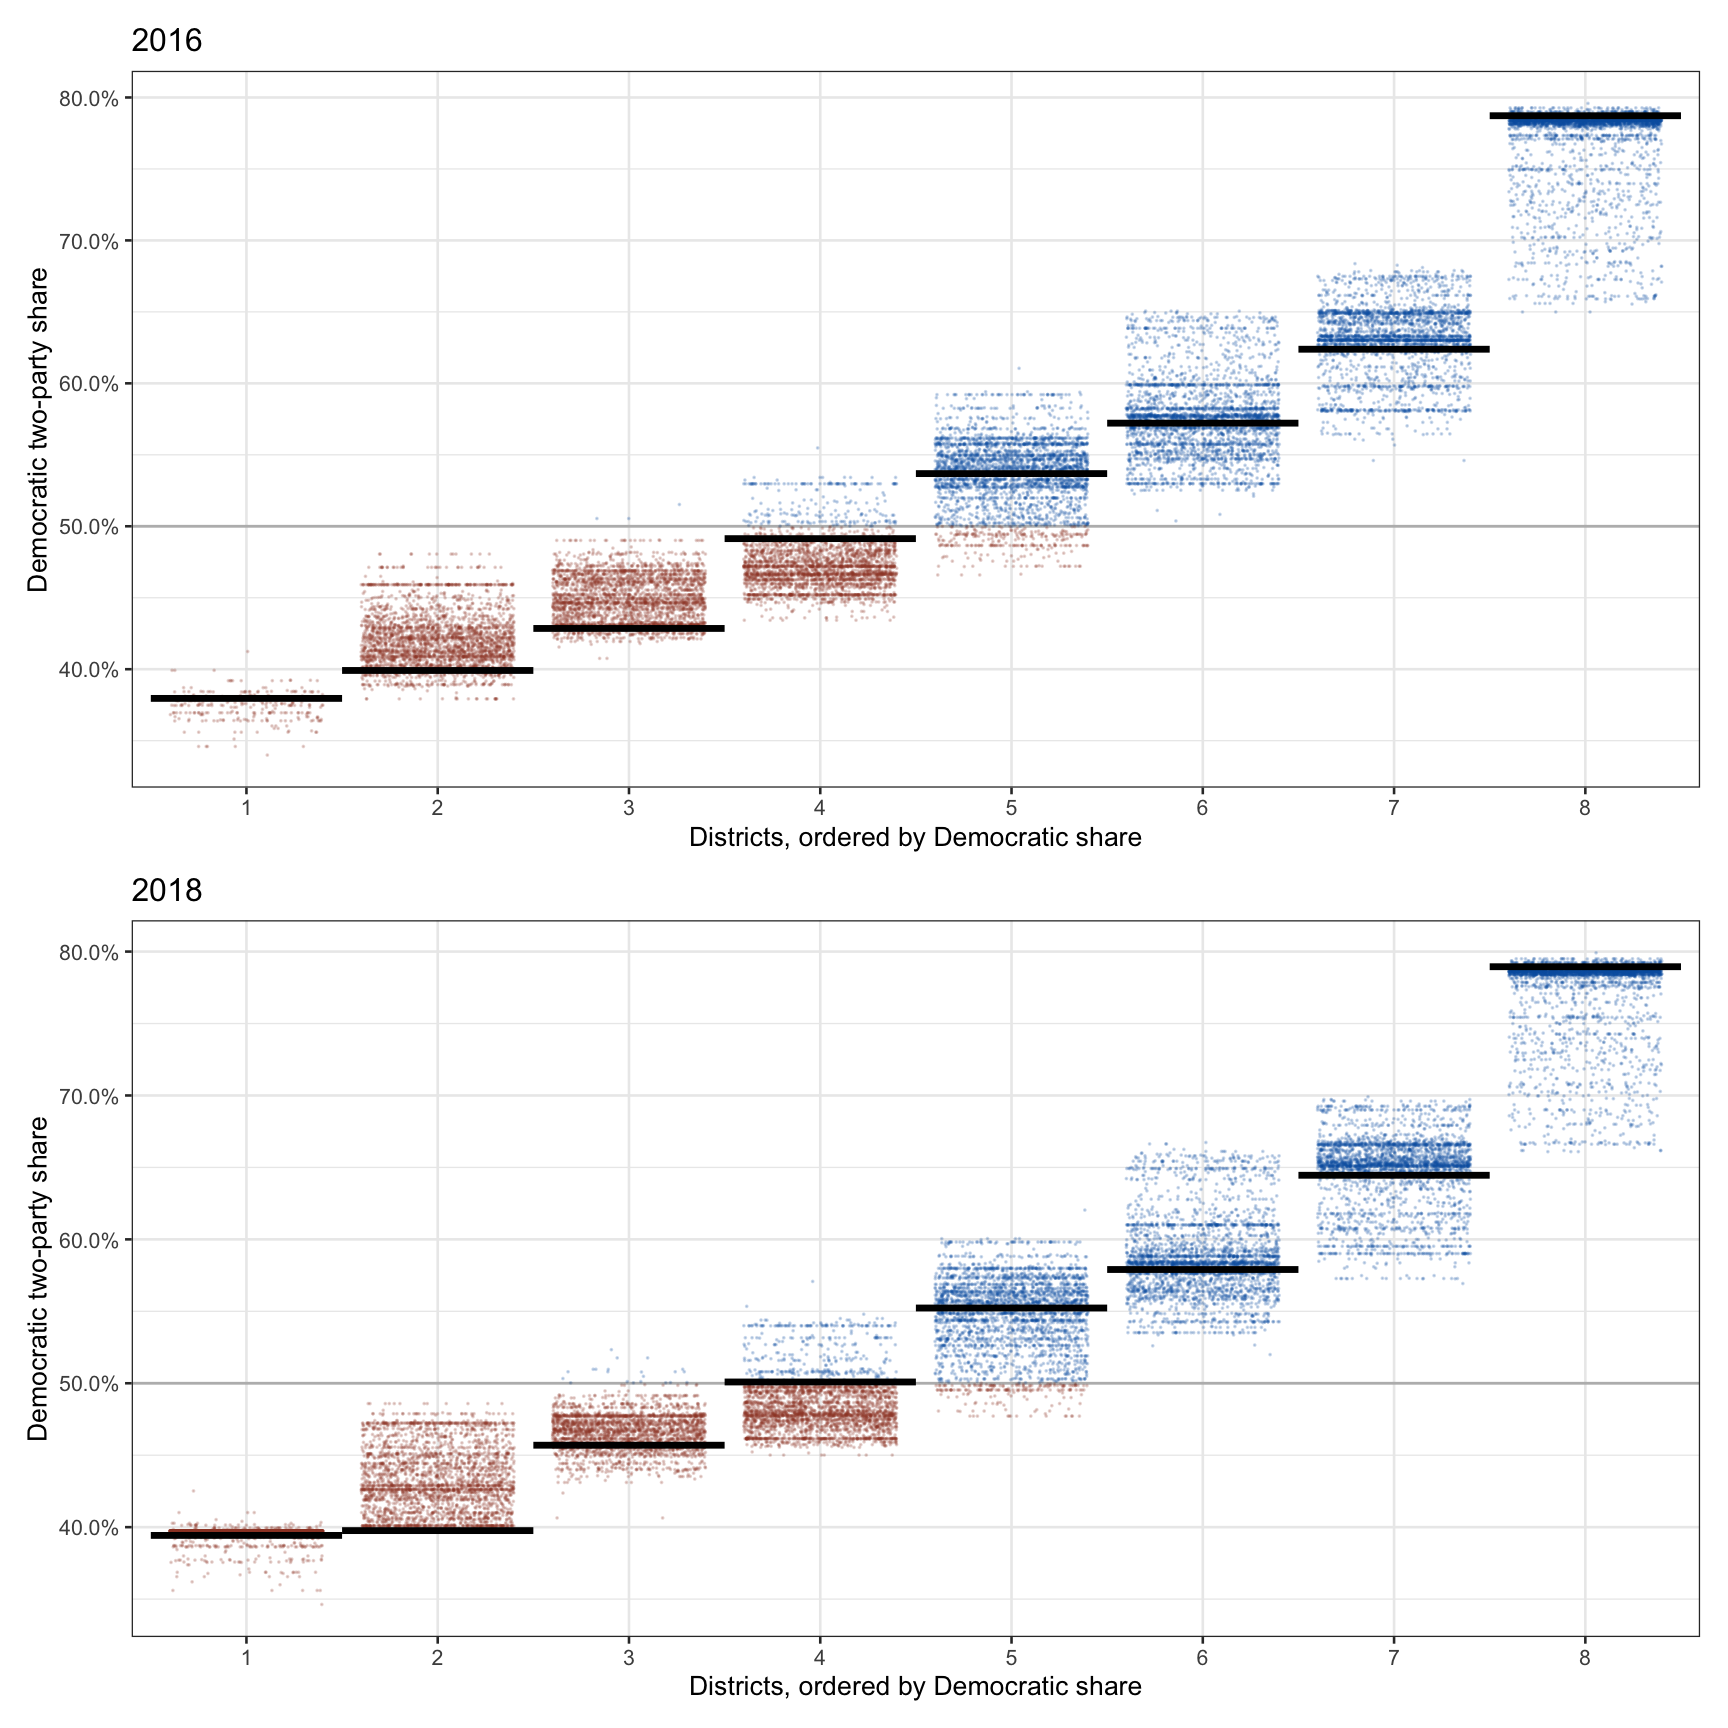 2016
Democratic two-party share
80.0%
70.0%
60.0%
50.0%
40.0%
1 2 3 4 5 6 7 8
Districts, ordered by Democratic share
2018
Democratic two-party share
80.0%
70.0%
60.0%
50.0%
40.0%
1 2 3 4 5 6 7 8
Districts, ordered by Democratic share